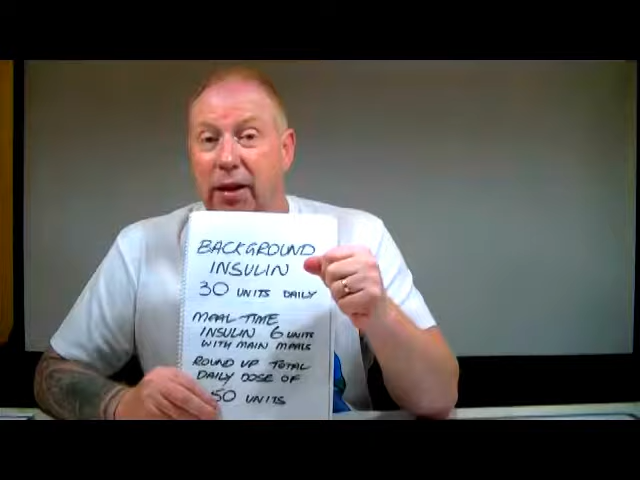 BACKGROUND
INSULIN
30 UNITS DAILY
MEAL TIME
INSULIN 6 UNITS
WITH MAIN MEALS
ROUND UP TOTAL
DAILY DOSE OF
50 UNITS